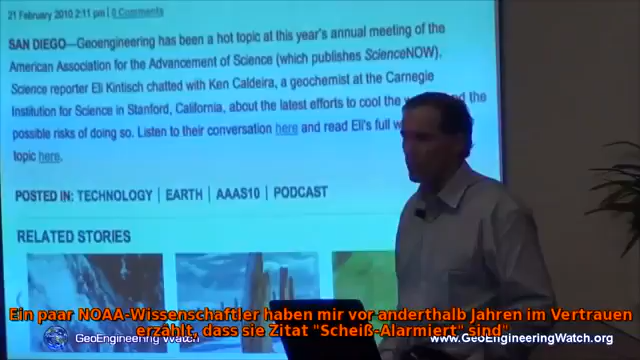 21 February 2010 2:11 pm | 0 Comments
SAN DIEGO—Geoengineering has been a hot topic at this year's annual meeting of the
American Association for the Advancement of Science (which publishes ScienceNOW).
Science reporter Eli Kintisch chatted with Ken Caldeira, a geochemist at the Carnegie
Institution for Science in Stanford, California, about the latest efforts to cool the the
possible risks of doing so. Listen to their conversation here and read Eli's full
topic here.
POSTED IN: TECHNOLOGY | EARTH | AAAS10 | PODCAST
RELATED STORIES
Ein paar NOAA-Wissenschaftler haben mir vor anderthalb Jahren im Vertrauen
erzählt, dass sie Zitat "Scheiß-Alarmiert" sind"
GeoEngineering Watch
www.GeoEngineeringWatch.org